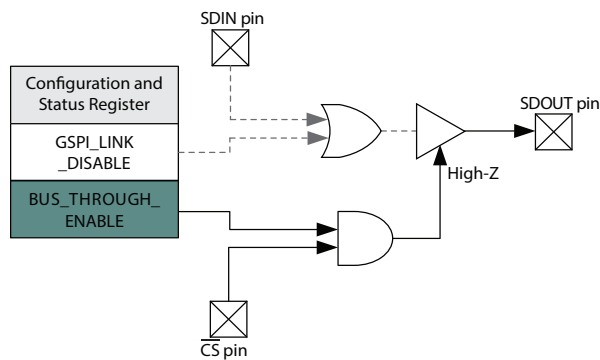 SDIN pin
Configuration and
Status Register
SDOUT pin
GSPI_LINK
_DISABLE
High-Z
BUS_THROUGH_
ENABLE
CS pin